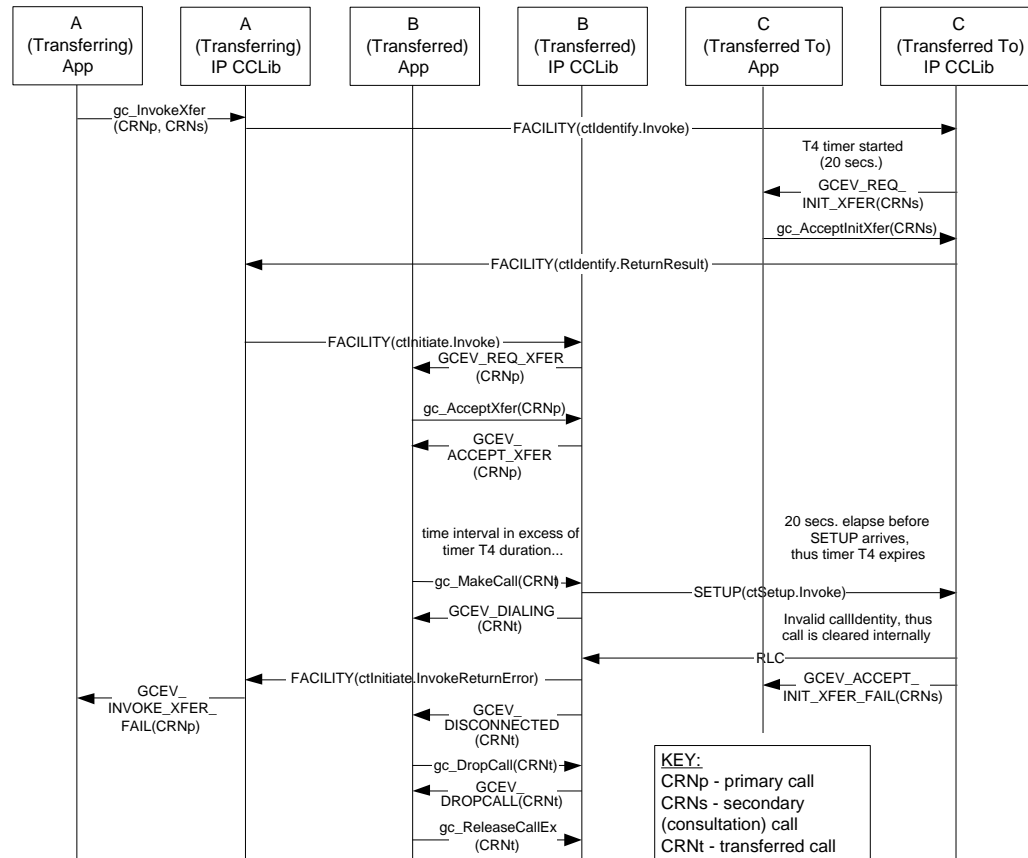 A
(Transferring)
App
A
(Transferring)
IP CCLib
B
(Transferred)
App
B
(Transferred)
IP CCLib
C
(Transferred To)
App
C
(Transferred To)
IP CCLib
gc_InvokeXfer
(CRNp, CRNs)
FACILITY(ctIdentify.Invoke)
T4 timer started
(20 secs.)
GCEV_REQ_
INIT_XFER(CRNs)
gc_AcceptInitXfer(CRNs)
FACILITY(ctIdentify.ReturnResult)
FACILITY(ctInitiate.Invoke)
GCEV_REQ_XFER
(CRNp)
gc_AcceptXfer(CRNp)
GCEV_
ACCEPT_XFER
(CRNp)
time interval in excess of
timer T4 duration...
20 secs. elapse before
SETUP arrives,
thus timer T4 expires
gc_MakeCall(CRNt)
SETUP(ctSetup.Invoke)
GCEV_DIALING
(CRNt)
Invalid callIdentity, thus
call is cleared internally
RLC
FACILITY(ctInitiate.InvokeReturnError)
GCEV_ACCEPT_
INIT_XFER_FAIL(CRNs)
GCEV_
INVOKE_XFER_
FAIL(CRNp)
GCEV_
DISCONNECTED
(CRNt)
gc_DropCall(CRNt)
GCEV_
DROPCALL(CRNt)
gc_ReleaseCallEx
(CRNt)
KEY:
CRNp - primary call
CRNs - secondary
(consultation) call
CRNt - transferred call